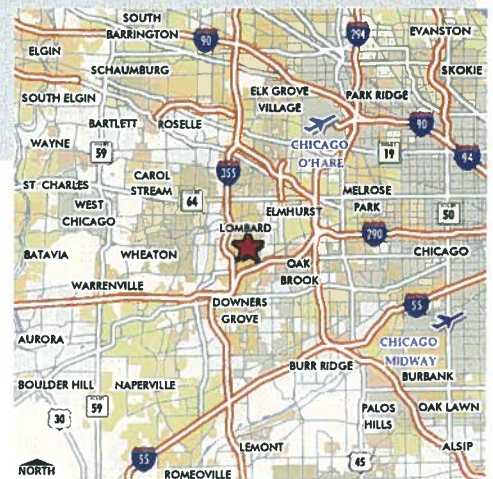 SOUTH
BARRINGTON
90
294
EVANSTON
ELGIN
SCHAUMBURG
SKOKIE
SOUTH ELGIN
ELK GROVE
VILLAGE
PARK RIDGE
BARTLETT
ROSELLE
90
WAYNE
CHICAGO
O'HARE
59
19
94
ST. CHARLES
CAROL
STREAM
355
MELROSE
PARK
WEST
CHICAGO
64
ELMHURST
50
LOMBARD
290
BATAVIA
WHEATON
OAK
BROOK
CHICAGO
WARRENVILLE
DOWNERS
GROVE
55
AURORA
CHICAGO
MIDWAY
BURR RIDGE
BOULDER HILL
NAPERVILLE
BURBANK
30
59
PALOS
HILLS
OAK LAWN
55
LEMONT
ALSIP
NORTH
ROMEOVILLE
45